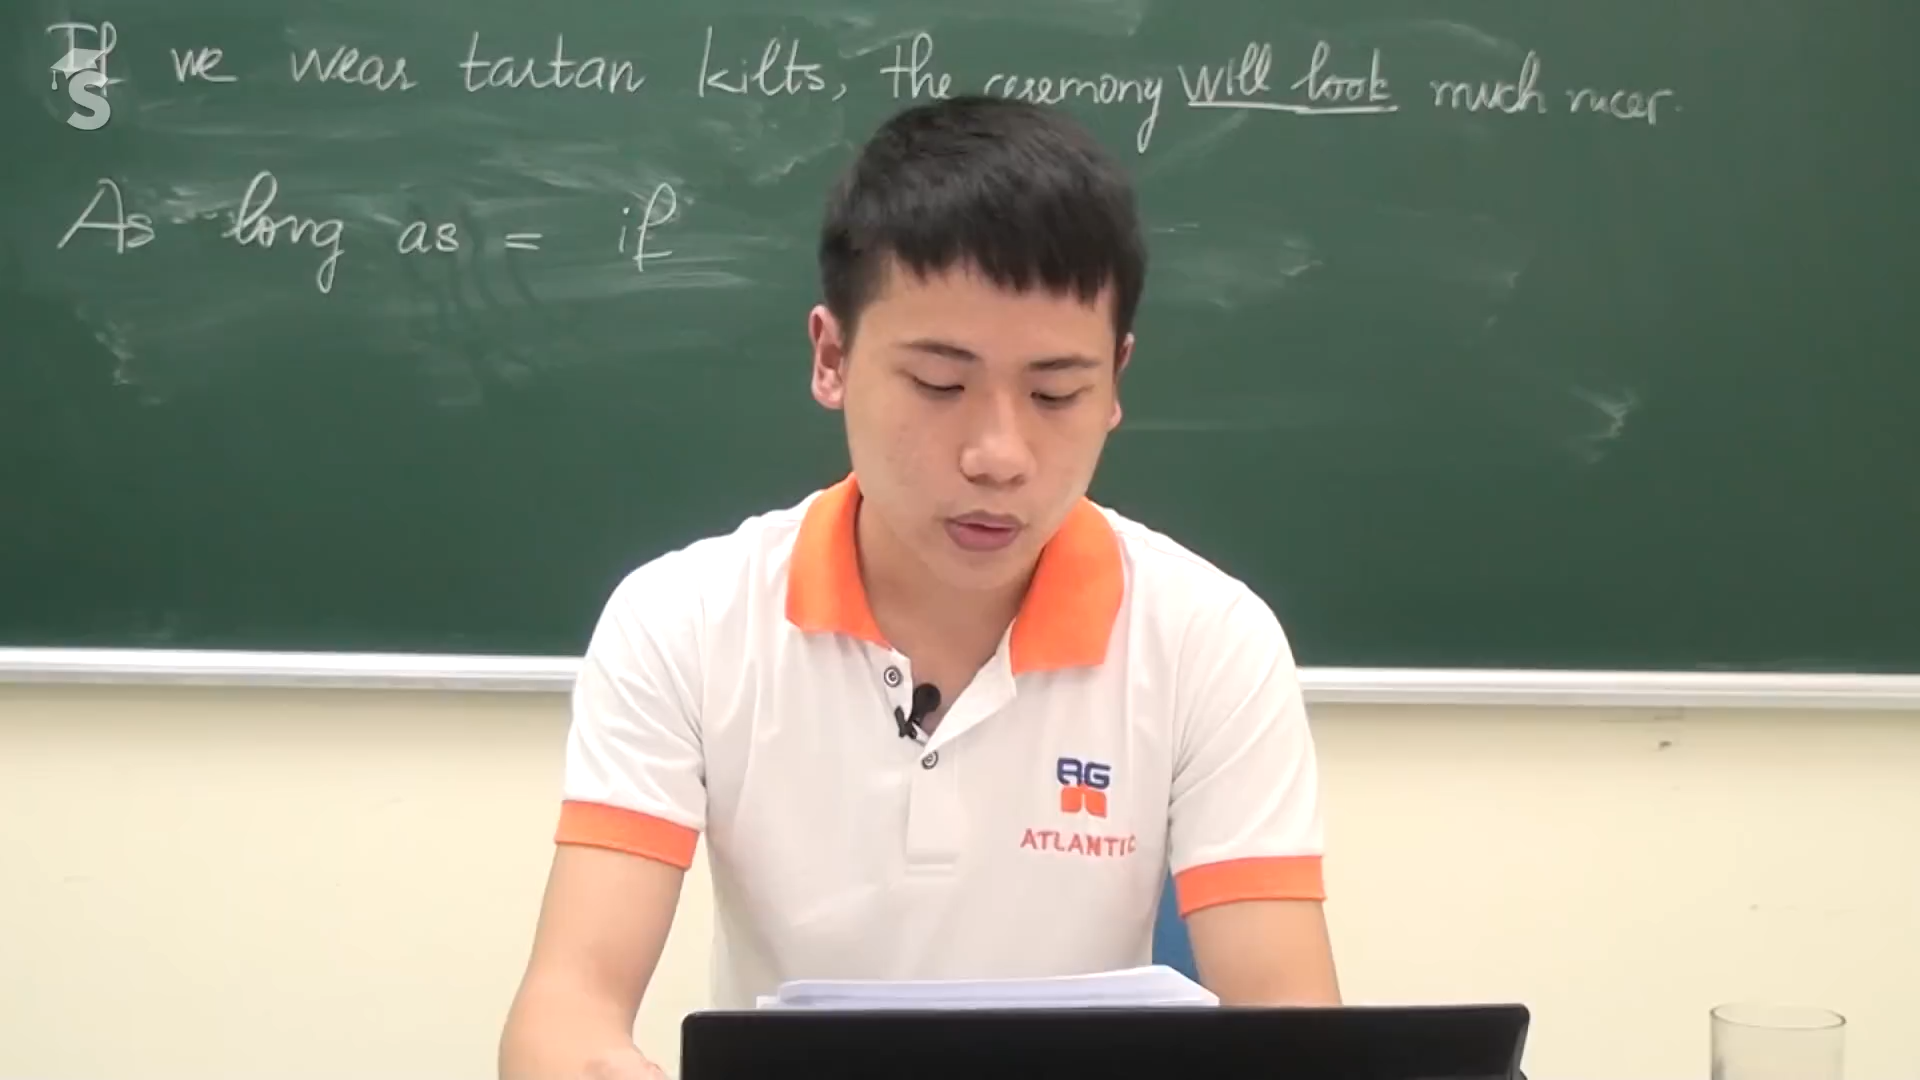 If we wear tartan kilts, the ceremony will look much nicer.
As long as = if
S
AG
ATLANTIC